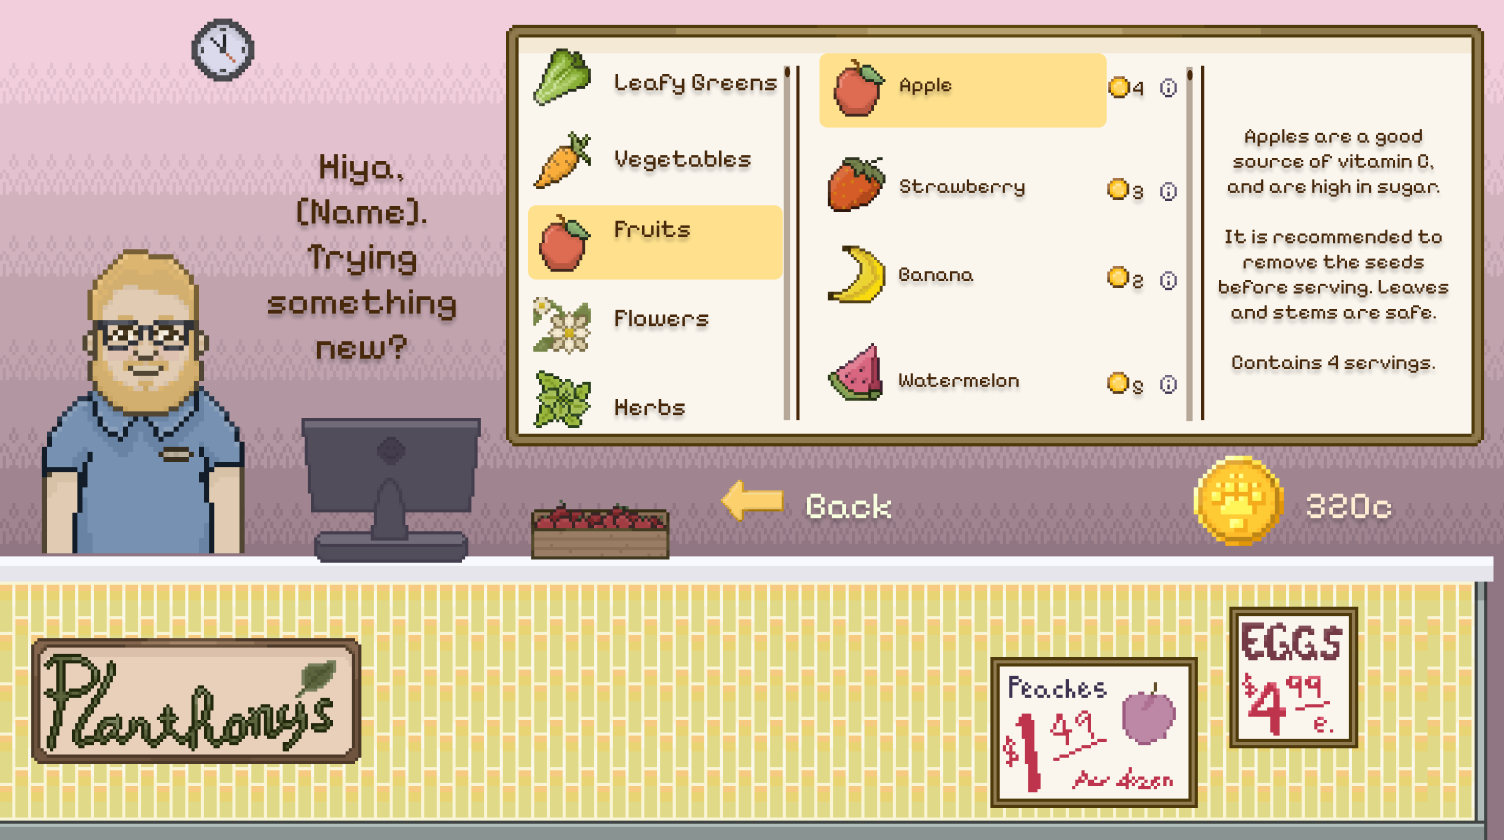 Hiya,
(Name).
Trying
something
new?
Leafy Greens
Vegetables
Fruits
Flowers
Herbs
Apple
4
Strawberry
3
Banana
2
Watermelon
Apples are a good
source of vitamin C,
and are high in sugar.
It is recommended to
remove the seeds
before serving. Leaves
and stems are safe.
Contains 4 servings.
Back
320c
Planthonys
Peaches
$1 49
Per dozen
EGGS
$4 99
e.